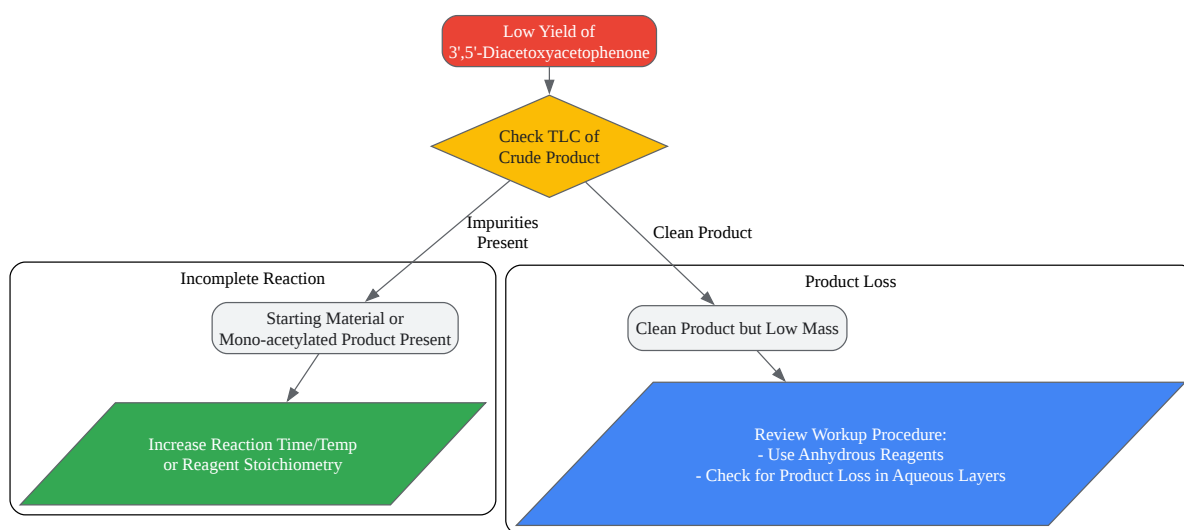 Low Yield of
3',5'-Diacetoxyacetophenone
Check TLC of
Crude Product
Impurities
Present
Clean Product
Incomplete Reaction
Starting Material or
Mono-acetylated Product Present
Increase Reaction Time/Temp
or Reagent Stoichiometry
Product Loss
Clean Product but Low Mass
Review Workup Procedure:
- Use Anhydrous Reagents
- Check for Product Loss in Aqueous Layers